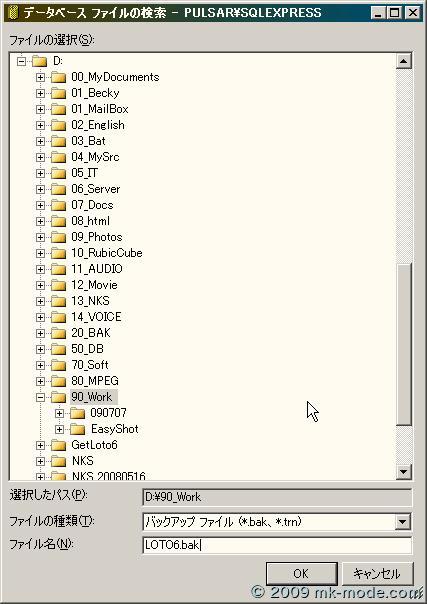 データベース ファイルの検索 - PULSAR¥SQLEXPRESS
ファイルの選択(S):
D:
00_MyDocuments
01_Becky
01_MailBox
02_English
03_Bat
04_MySrc
05_IT
06_Server
07_Docs
08_html
09_Photos
10_RubicCube
11_AUDIO
12_Movie
13_NKS
14_VOICE
20_BAK
50_DB
70_Soft
80_MPEG
90_Work
090707
EasyShot
GetLoto6
NKS
NKS_20080516
選択したパス(P):
D:¥90_Work
ファイルの種類(T):
バックアップ ファイル (*.bak、*.trn)
ファイル名(N):
LOTO6.bak
OK
キャンセル
© 2009 mk-mode.com